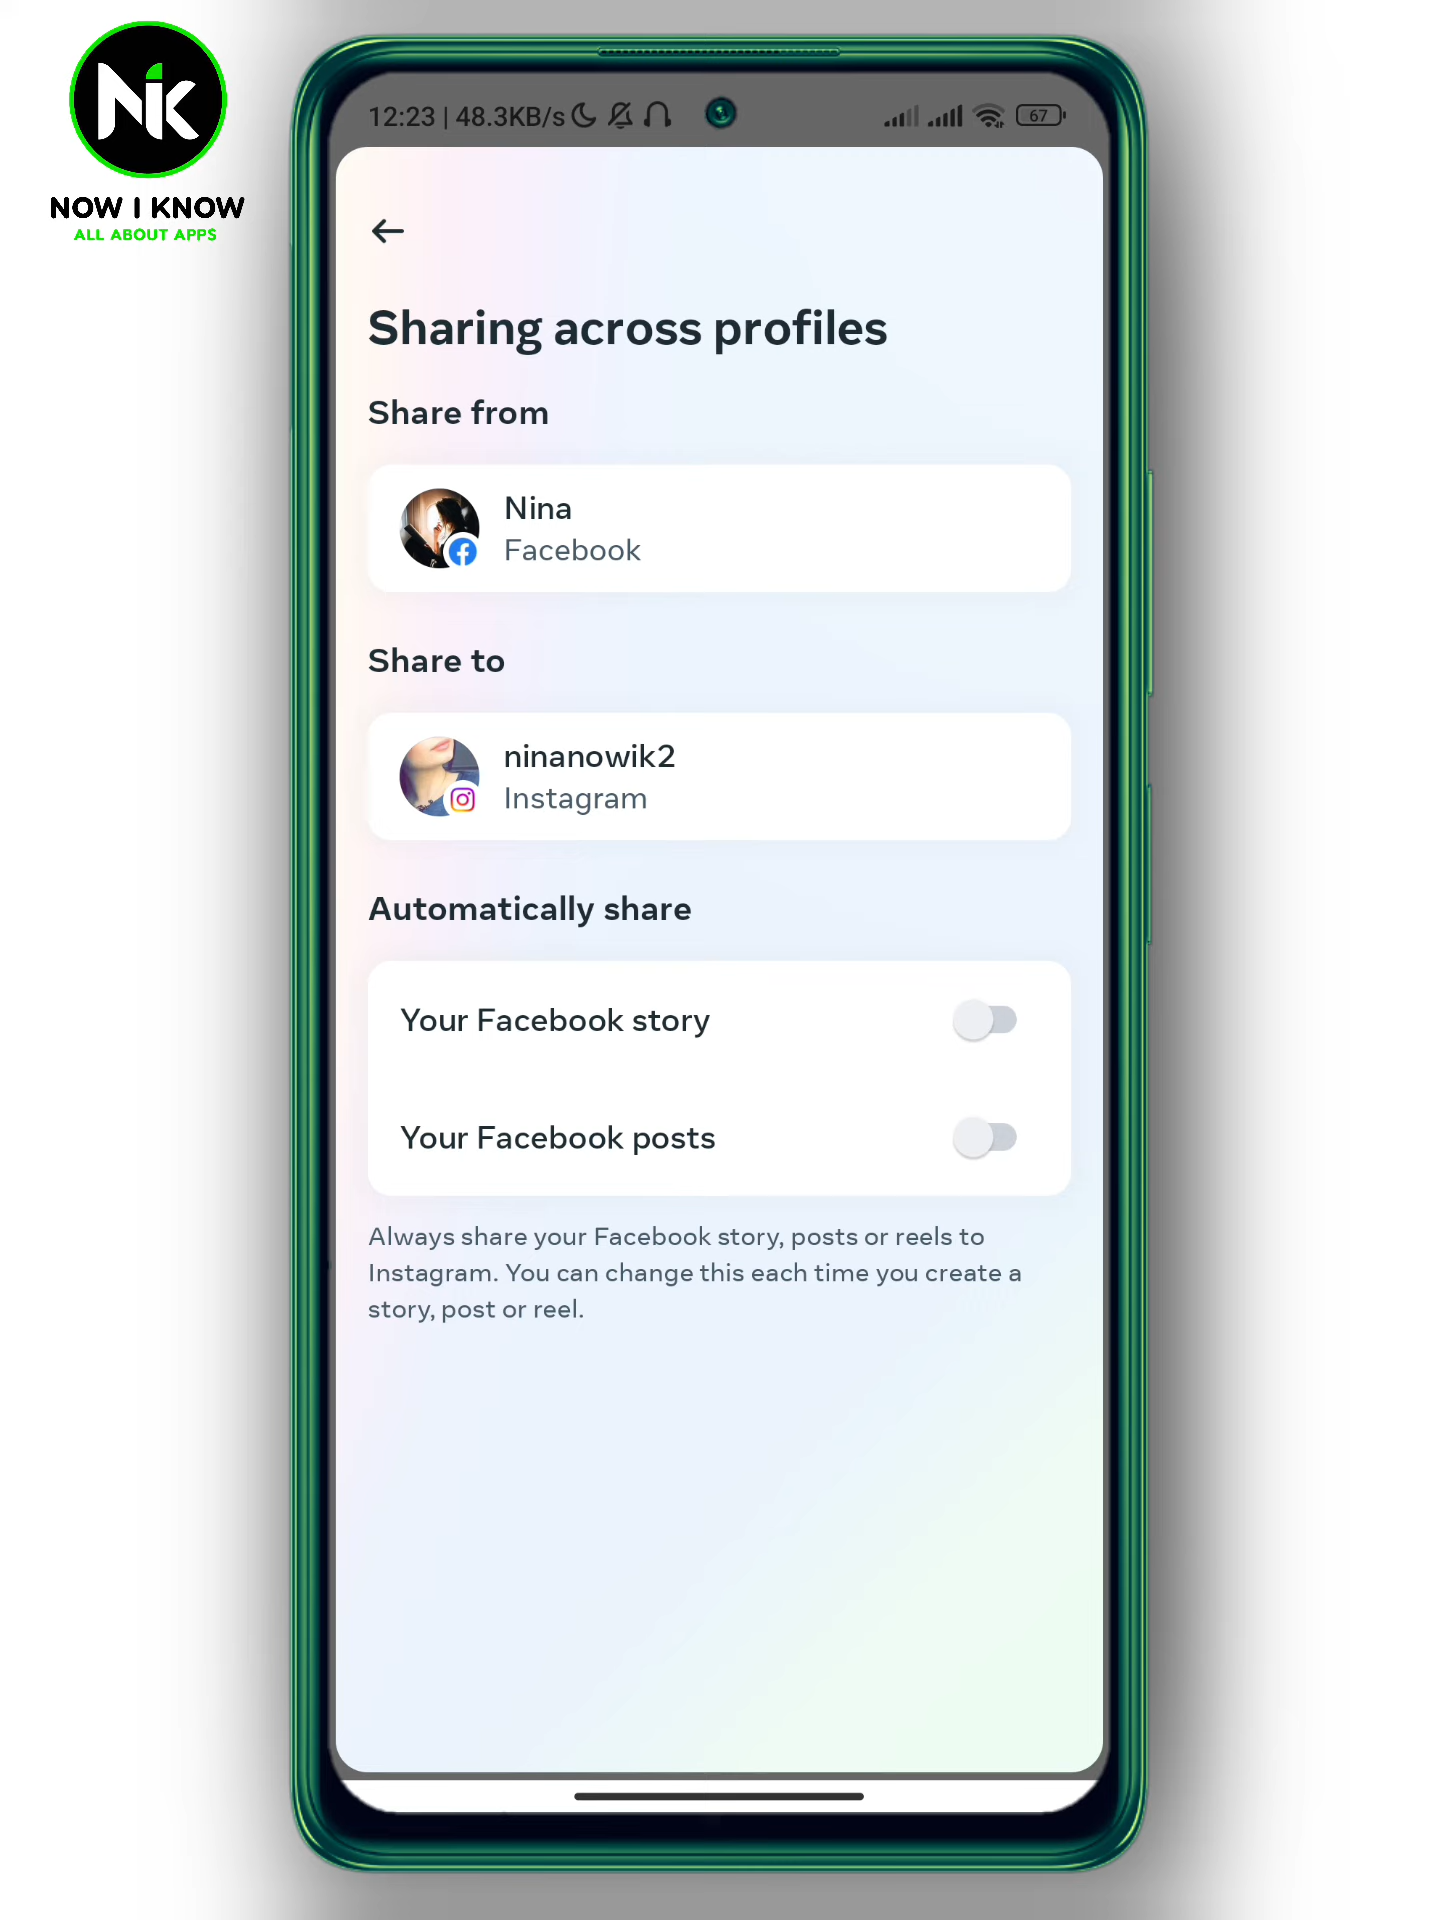 NiK
NOW I KNOW
ALL ABOUT APPS
12:23 | 48.3KB/s
67
Sharing across profiles
Share from
Nina
Facebook
Share to
ninanowik2
Instagram
Automatically share
Your Facebook story
Your Facebook posts
Always share your Facebook story, posts or reels to
Instagram. You can change this each time you create a
story, post or reel.